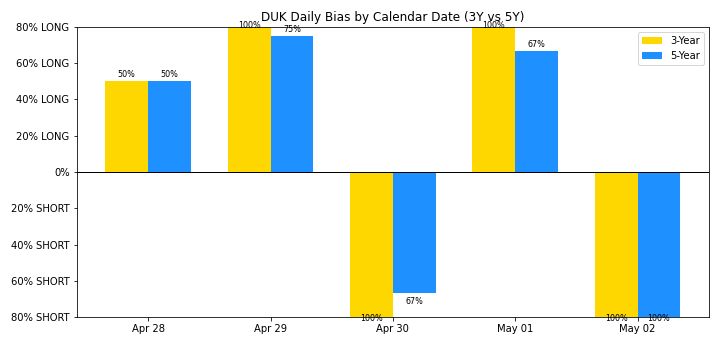 DUK Daily Bias by Calendar Date (3Y vs 5Y)
80% LONG
60% LONG
40% LONG
20% LONG
0%
20% SHORT
40% SHORT
60% SHORT
80% SHORT
50%
50%
100%
75%
100%
67%
100%
67%
100%
100%
3-Year
5-Year
Apr 28
Apr 29
Apr 30
May 01
May 02